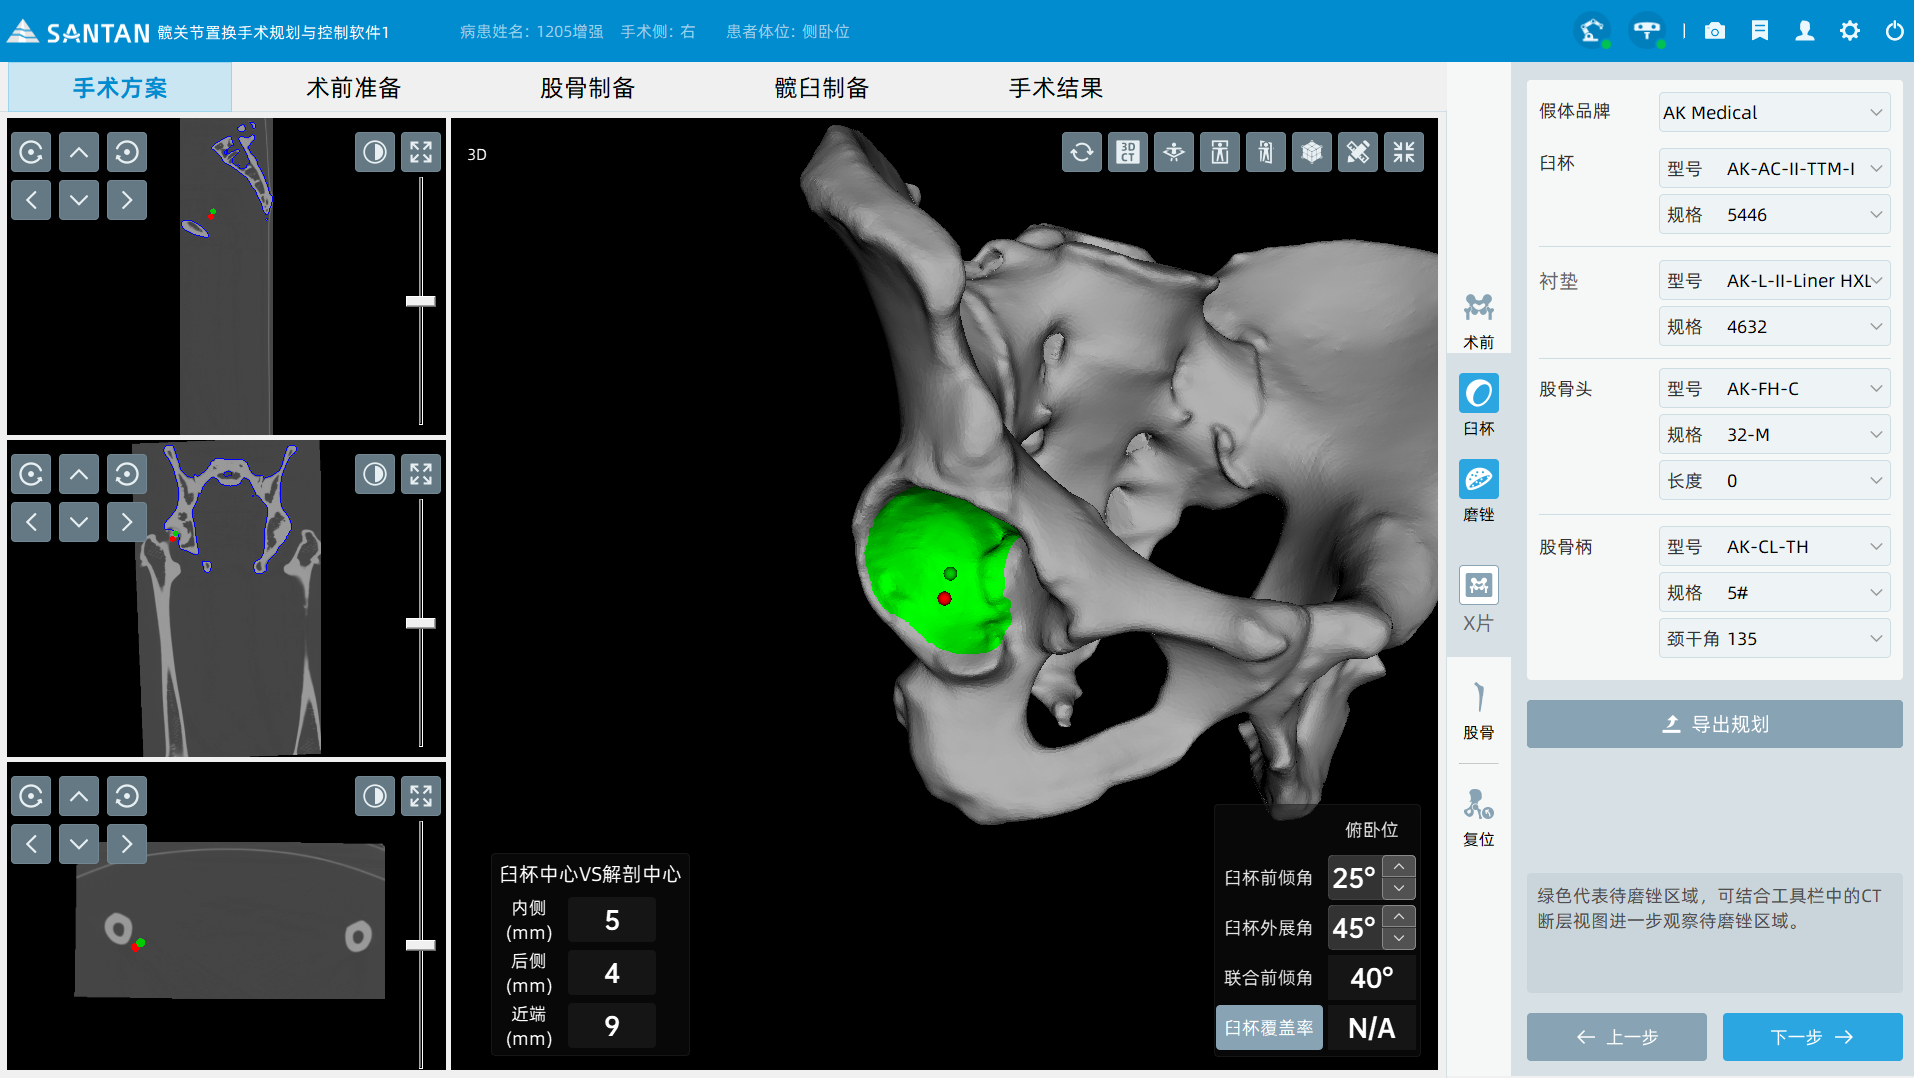 SANTAN 髋关节置换手术规划与控制软件1
病患姓名: 1205增强 手术侧: 右 患者体位: 侧卧位
手术方案 术前准备 股骨制备 髋臼制备 手术结果
3D
3D
CT
臼杯中心VS解剖中心
内侧
(mm) 5
后侧
(mm) 4
近端
(mm) 9
俯卧位
臼杯前倾角 25°
臼杯外展角 45°
联合前倾角 40°
臼杯覆盖率 N/A
术前
臼杯
磨锉
X片
股骨
复位
假体品牌 AK Medical
臼杯 型号 AK-AC-II-TTM-I
规格 5446
衬垫 型号 AK-L-II-Liner HXL
规格 4632
股骨头 型号 AK-FH-C
规格 32-M
长度 0
股骨柄 型号 AK-CL-TH
规格 5#
颈干角 135
导出规划
绿色代表待磨锉区域，可结合工具栏中的CT
断层视图进一步观察待磨锉区域。
上一步 下一步